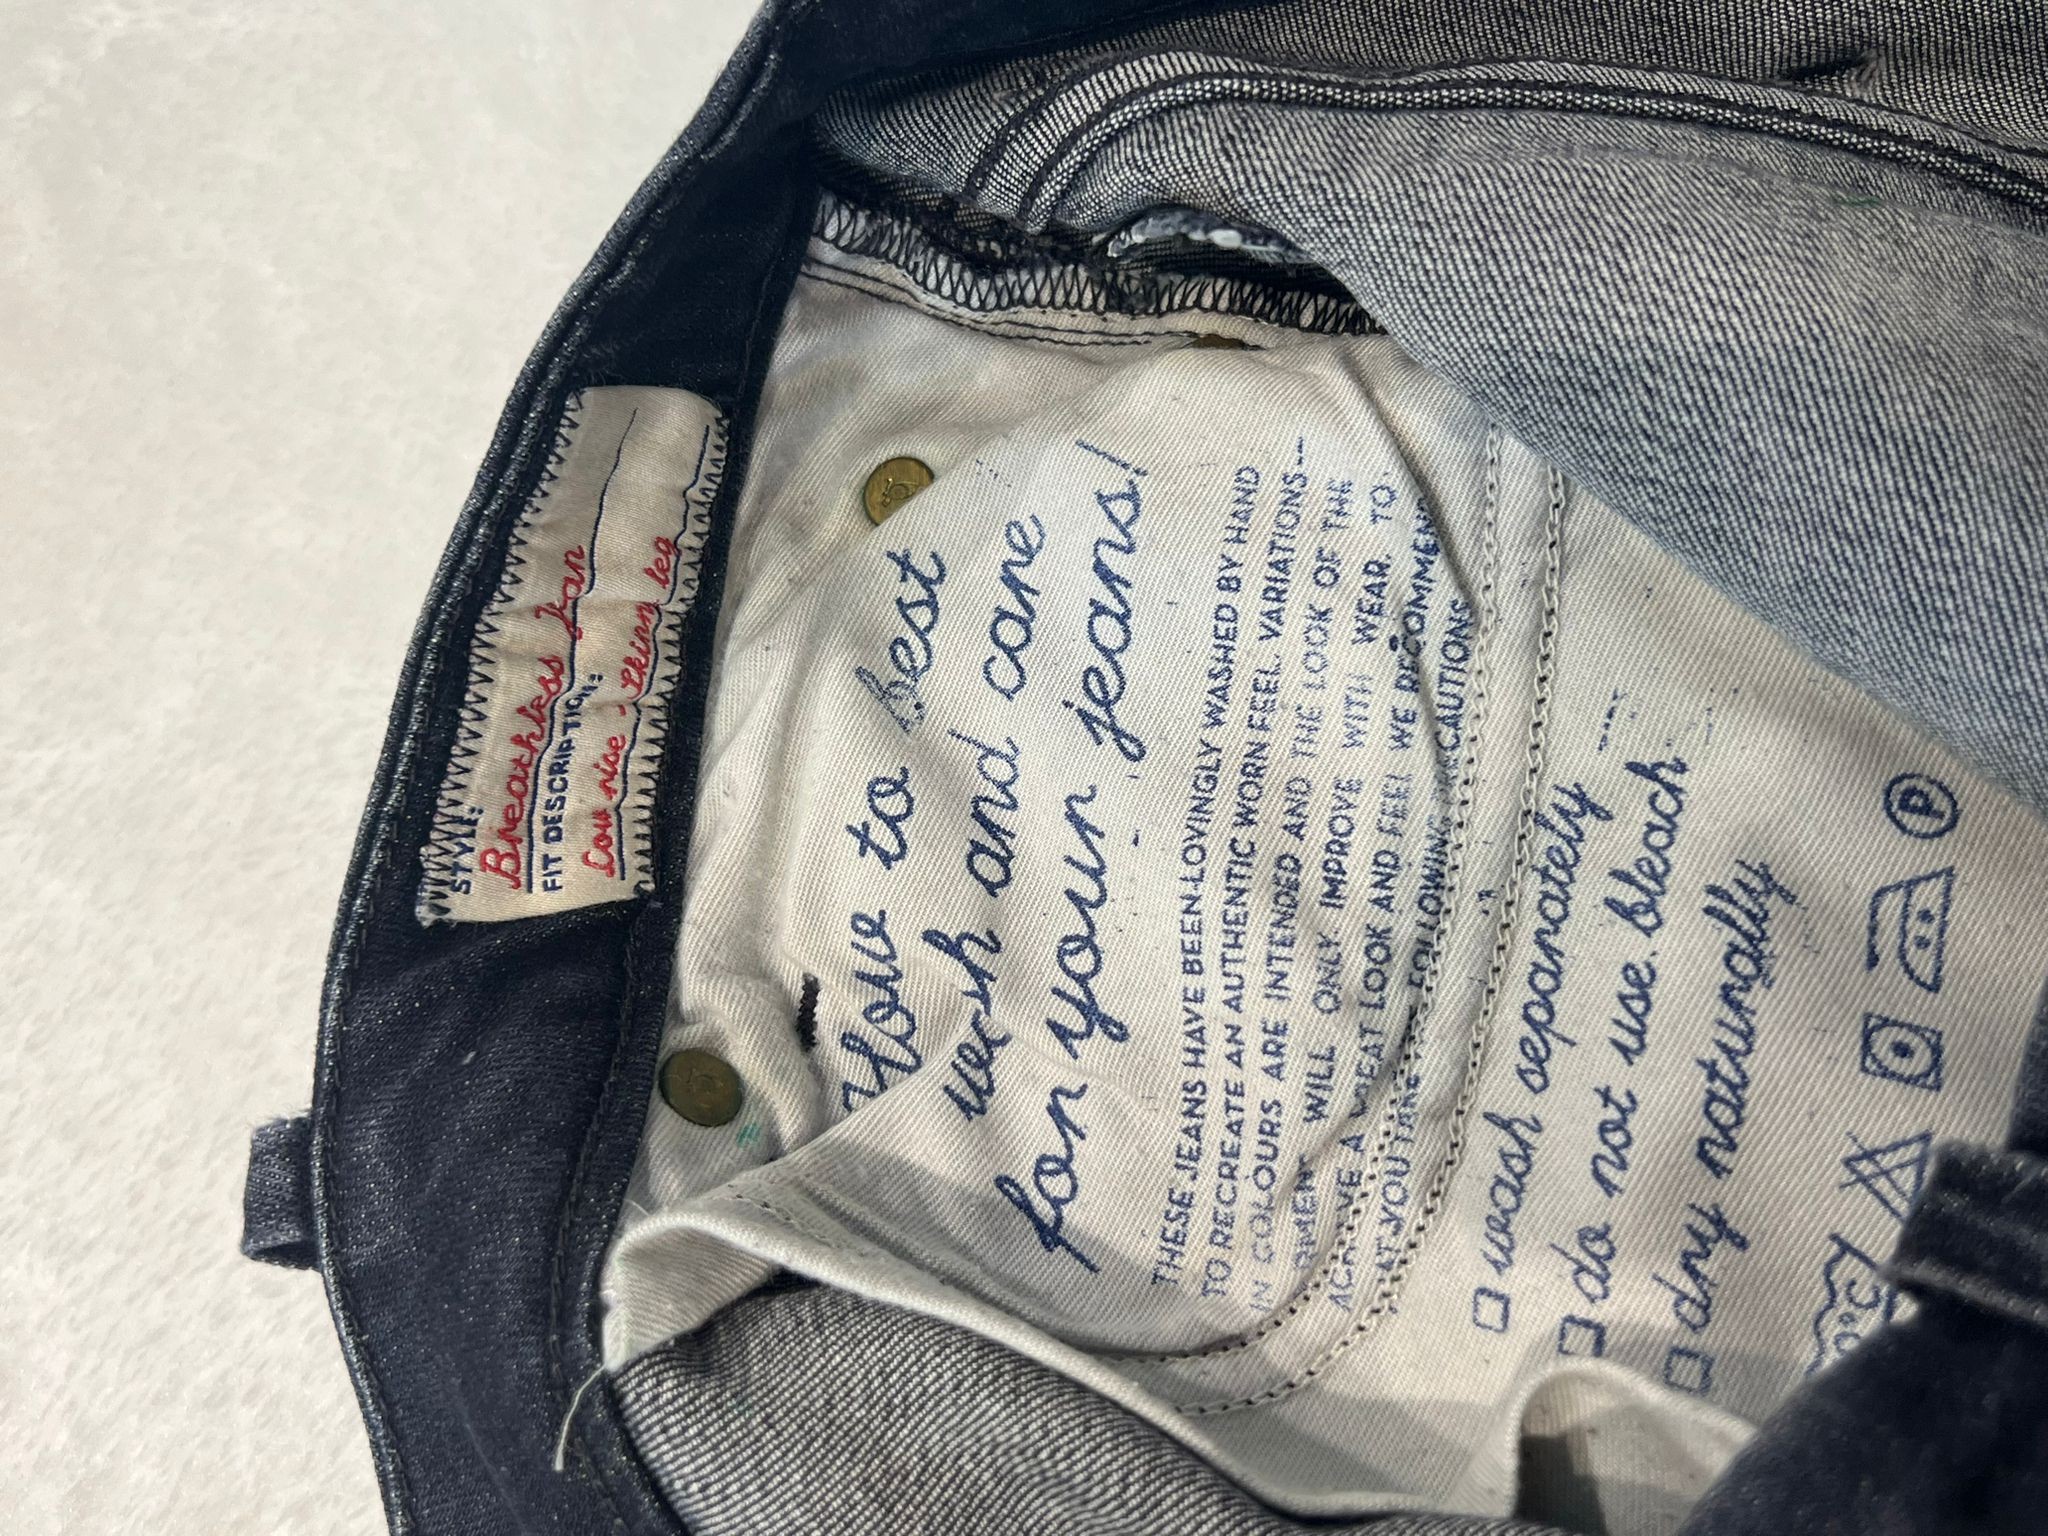 STYLE:
Breathless Jean
FIT DESCRIPTION:
Low rise - Skinny leg
How to best
wash and care
for your jeans!
THESE JEANS HAVE BEEN LOVINGLY WASHED BY HAND
TO RECREATE AN AUTHENTIC WORN FEEL. VARIATIONS
IN COLOURS ARE INTENDED AND THE LOOK OF THE
WILL ONLY IMPROVE WITH WEAR. TO
ACHIEVE A GREAT LOOK AND FEEL WE RECOMMEND
THAT YOU TAKE FOLLOWING PRECAUTIONS
wash separately
do not use bleach.
dry naturally
P